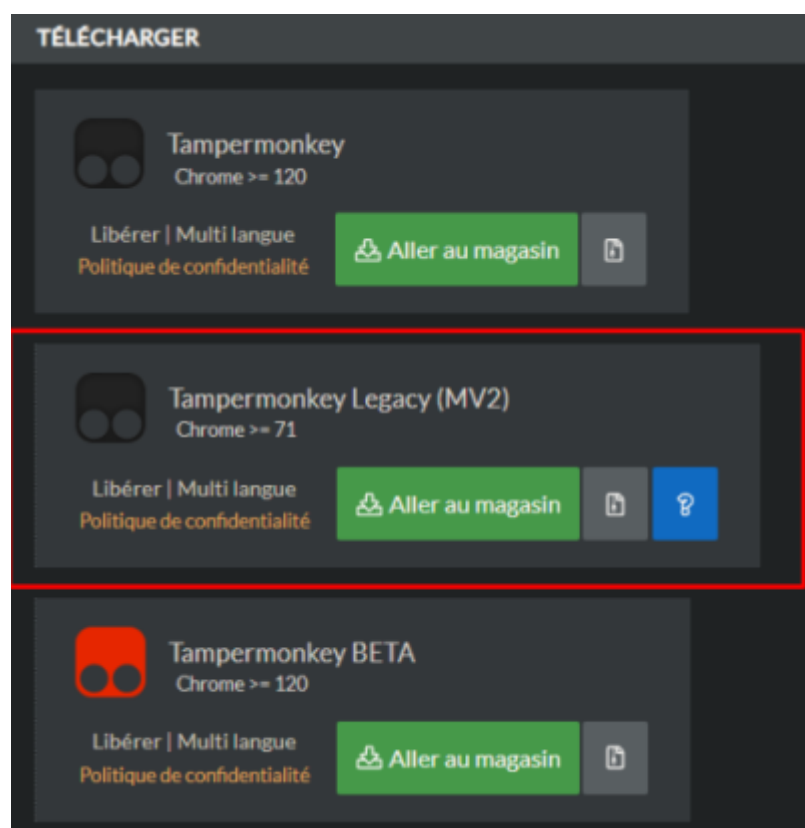 TÉLÉCHARGER
Tampermonkey
Chrome >= 120
Libérer | Multi langue
Politique de confidentialité
Aller au magasin
Tampermonkey Legacy (MV2)
Chrome >= 71
Libérer | Multi langue
Politique de confidentialité
Aller au magasin
?
Tampermonkey BETA
Chrome >= 120
Libérer | Multi langue
Politique de confidentialité
Aller au magasin